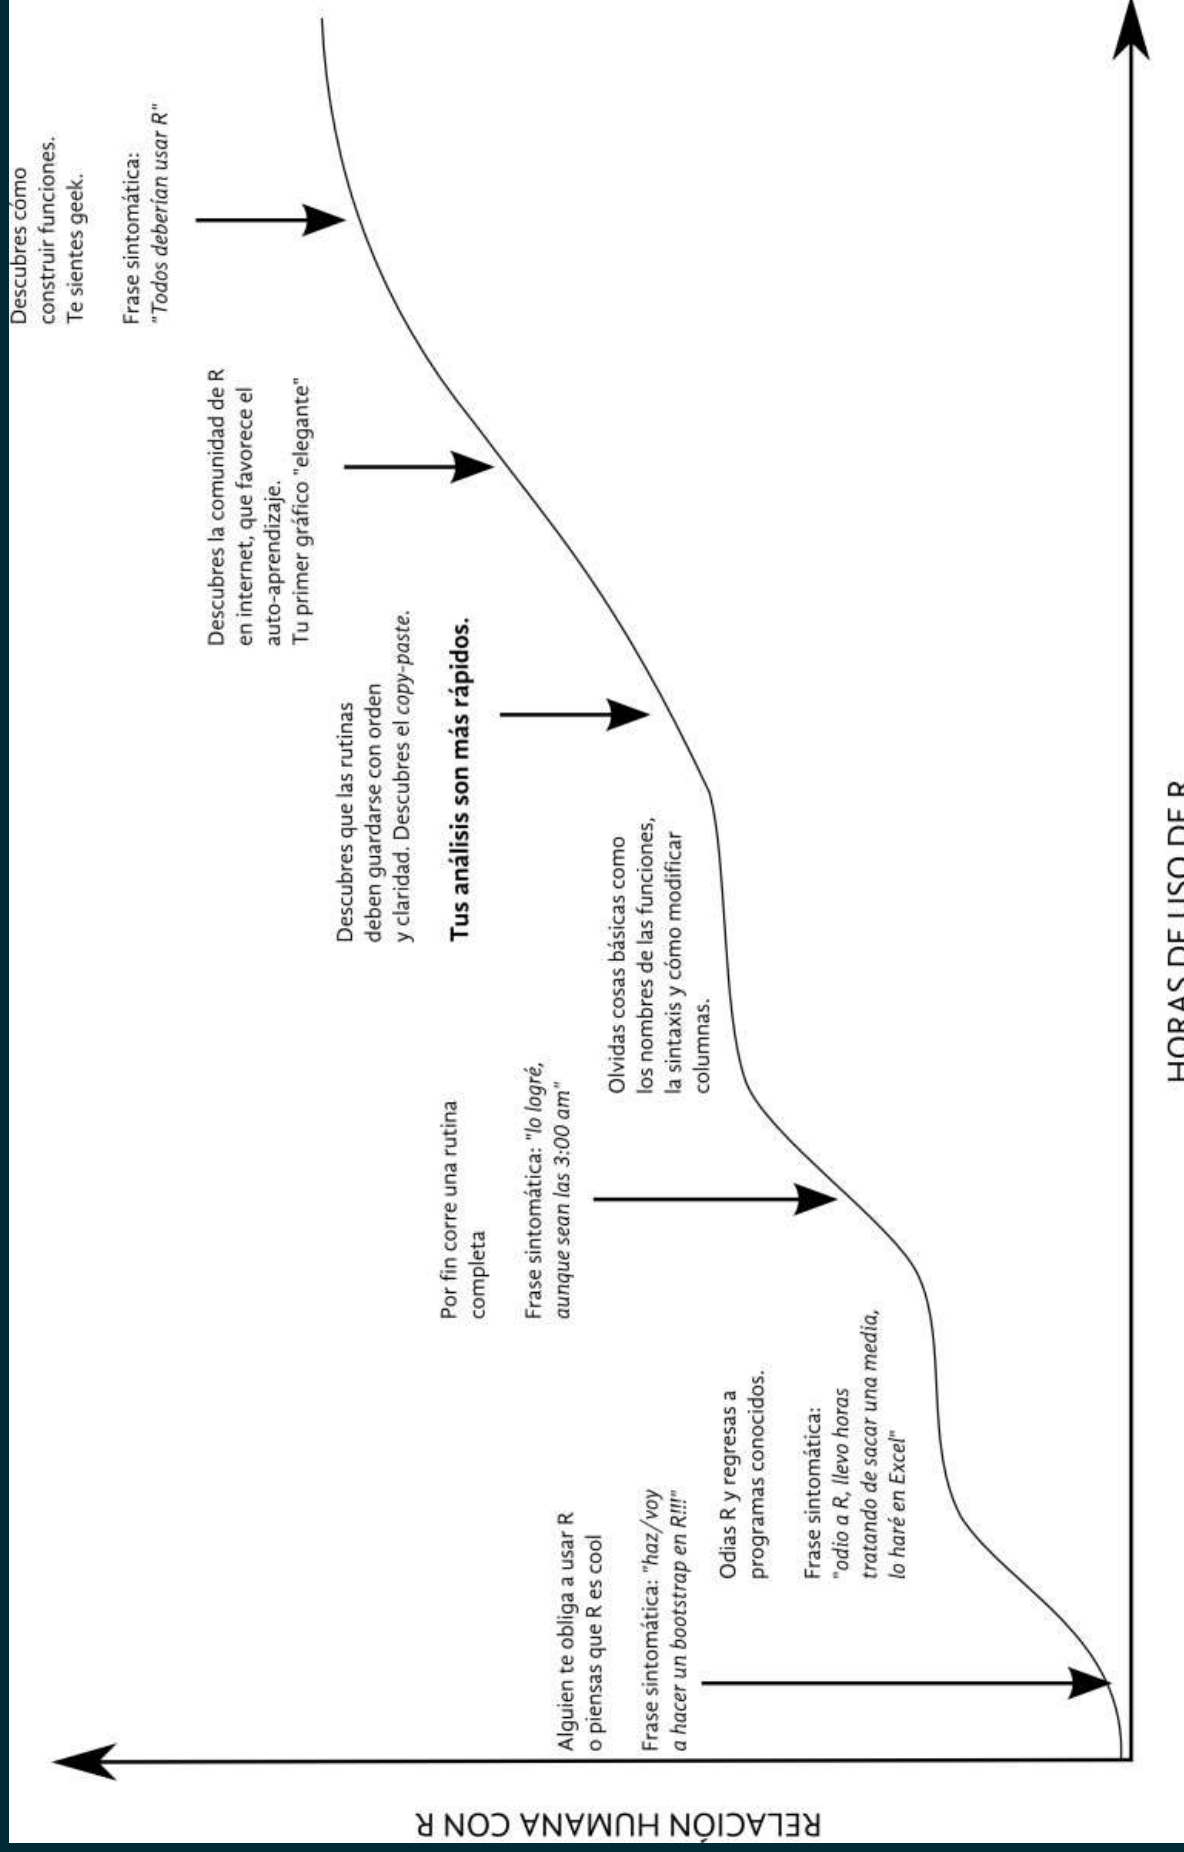 RELACIÓN HUMANA CON R
Alguien te obliga a usar R
o piensas que R es cool
Frase sintomática: "haz/voy
a hacer un bootstrap en R!!!"
Odias R y regresas a
programas conocidos.
Frase sintomática:
"odio a R, llevo horas
tratando de sacar una media,
lo haré en Excel"
Por fin corre una rutina
completa
Frase sintomática: "lo logré,
aunque sean las 3:00 am"
Olvidas cosas básicas como
los nombres de las funciones,
la sintaxis y cómo modificar
columnas.
Descubres que las rutinas
deben guardarse con orden
y claridad. Descubres el copy-paste.
Tus análisis son más rápidos.
Descubres la comunidad de R
en internet, que favorece el
auto-aprendizaje.
Tu primer gráfico "elegante"
Descubres cómo
construir funciones.
Te sientes geek.
Frase sintomática:
"Todos deberían usar R"
HORAS DE USO DE R